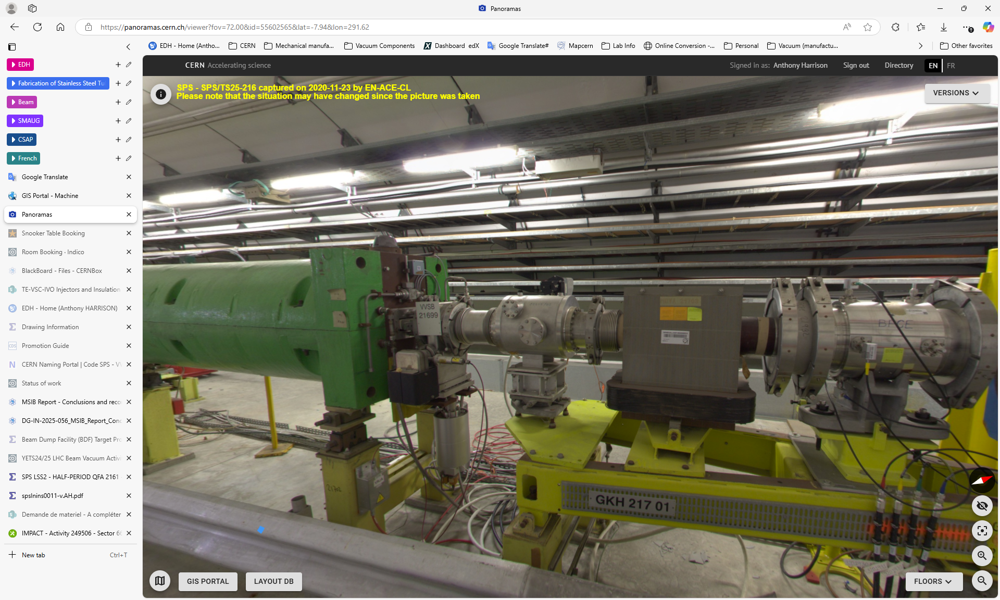 Panoramas
https://panoramas.cern.ch/viewer?fov=72.00&id=55602565&lat=-7.94&lon=291.62
EDH - Home (Antho...
CERN
Mechanical manufa...
Vacuum Components
Dashboard edX
Google Translate#
Mapcern
Lab Info
Online Conversion -...
Personal
Vacuum (manufactu...
Other favorites
EDH
Fabrication of Stainless Steel Tu
Beam
SMAUG
CSAP
French
Google Translate
GIS Portal - Machine
Panoramas
Snooker Table Booking
Room Booking · Indico
BlackBoard - Files - CERNBox
TE-VSC-IVO Injectors and Insulation
EDH - Home (Anthony HARRISON)
Drawing Information
Promotion Guide
CERN Naming Portal | Code SPS - VV
Status of work
MSIB Report - Conclusions and reco
DG-IN-2025-056_MSIB_Report_Conc
Beam Dump Facility (BDF) Target Pro
YETS24/25 LHC Beam Vacuum Activi
SPS LSS2 - HALF-PERIOD QFA 2161 -
spslnins0011-v.AH.pdf
Demande de materiel - A compléter
IMPACT - Activity 249506 - Sector 66
New tab Ctrl+T
CERN Accelerating science
Signed in as: Anthony Harrison
Sign out
Directory
EN
FR
SPS - SPS/TS25-216 captured on 2020-11-23 by EN-ACE-CL
Please note that the situation may have changed since the picture was taken
VERSIONS
VVSB
21699
BPCE
GKH 217 01
GIS PORTAL
LAYOUT DB
FLOORS